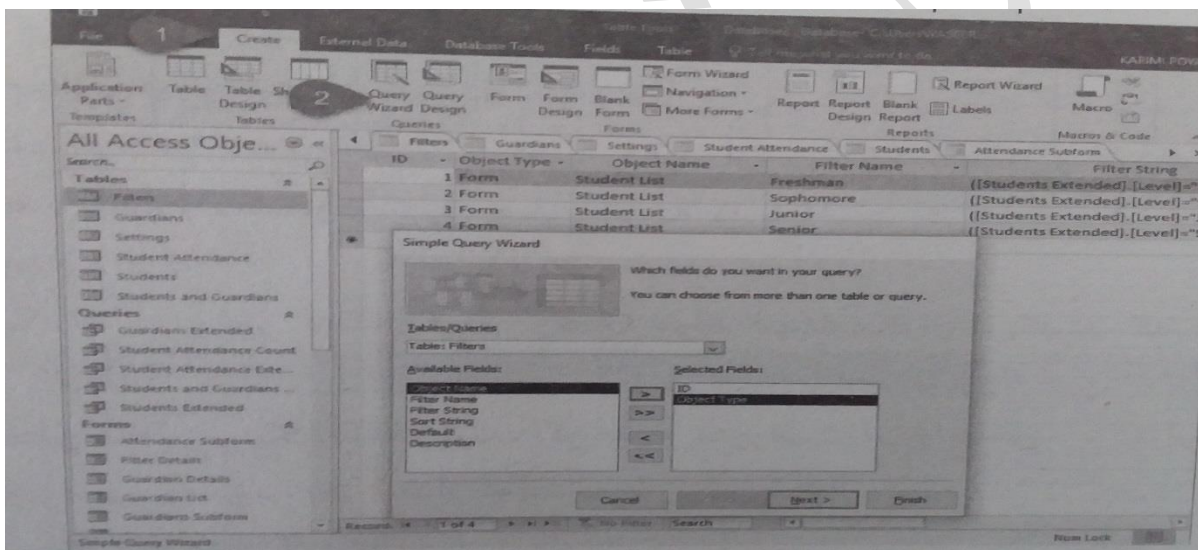 File 1 Create External Data Database Tools Fields Table
Application Parts Table Table Design 2 Query Wizard Query Design Form Form Design Blank Form Form Wizard Navigation More Forms Report Report Design Blank Report Report Wizard Labels Macro
Templates Tables Queries Forms Reports Macros & Code
All Access Obje...
Search...
Tables
Filters
Guardians
Settings
Student Attendance
Students
Students and Guardians
Queries
Guardians Extended
Student Attendance Count
Student Attendance Exte...
Students and Guardians ...
Students Extended
Forms
Attendance Subform
Filter Details
Guardian Details
Guardian List
Guardians Subform
Filters Guardians Settings Student Attendance Students Attendance Subform
ID Object Type Object Name Filter Name Filter String
1 Form Student List Freshman ([Students Extended].[Level]="
2 Form Student List Sophomore ([Students Extended].[Level]="
3 Form Student List Junior ([Students Extended].[Level]="
4 Form Student List Senior ([Students Extended].[Level]="
Simple Query Wizard
Which fields do you want in your query?
You can choose from more than one table or query.
Tables/Queries
Table: Filters
Available Fields: Selected Fields:
Object Name
Filter Name
Filter String
Sort String
Default
Description
>
>>
<
<<
ID
Object Type
Cancel Next > Finish
Record: 1 of 4 No Filter Search
Simple Query Wizard Num Lock